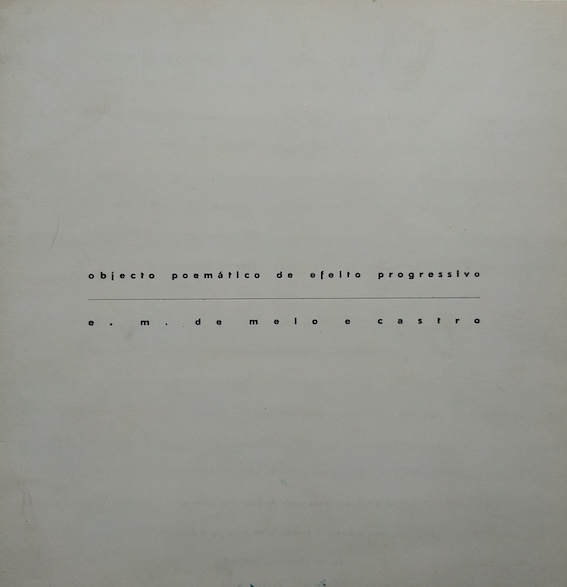 objecto poemático de efeito progressivo
e. m. de melo e castro